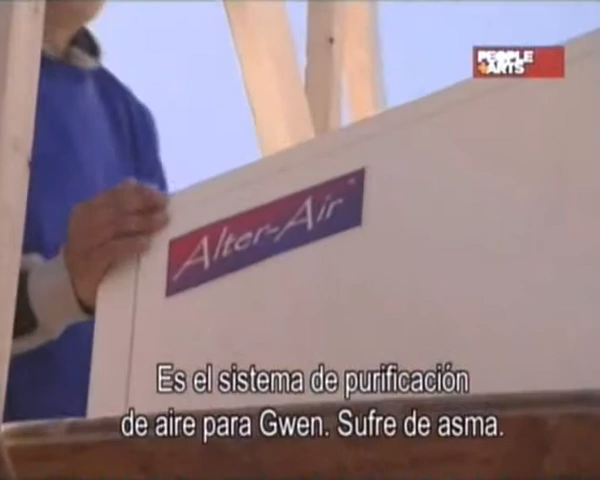 PEOPLE
+ARTS
Alter-Air
Es el sistema de purificación
de aire para Gwen. Sufre de asma.